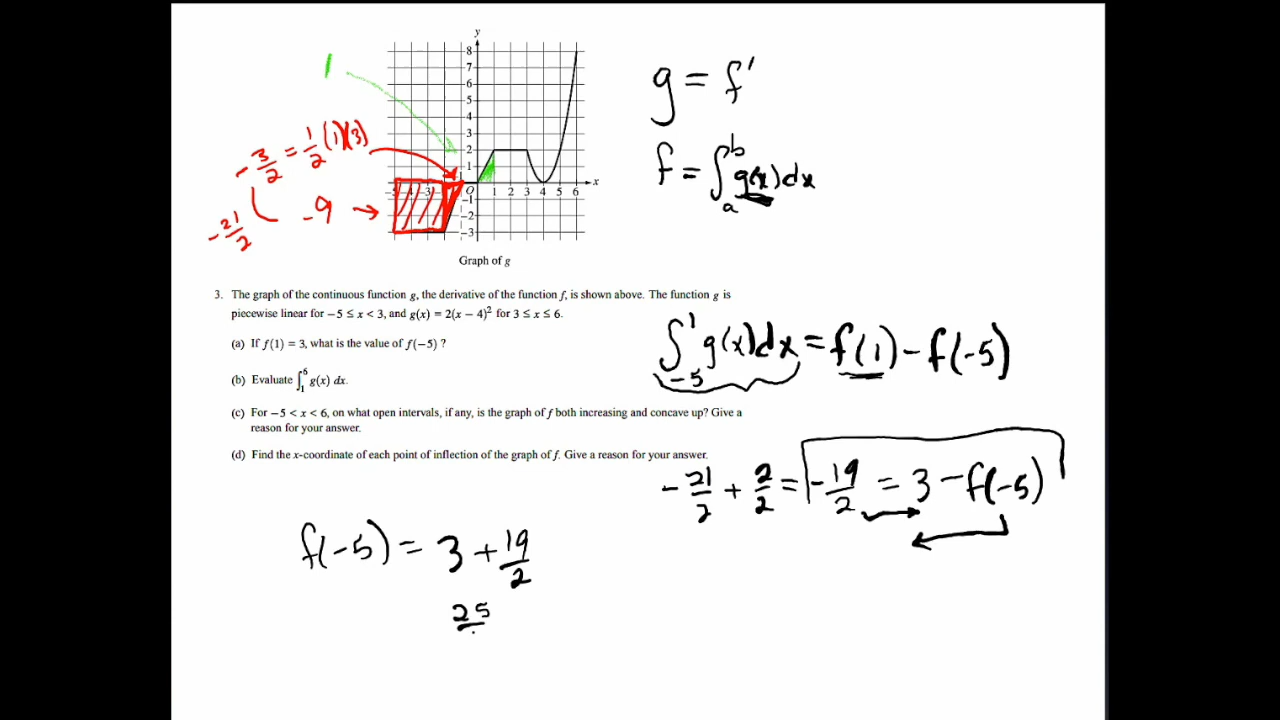 y
8
7
6
5
4
3
2
1
O 1 2 3 4 5 6 x
-1
-2
-3
Graph of g
1
-3/2 = 1/2 (1)(3)
-9
-21/2
g = f'
f = ∫_a^b g(x)dx
3. The graph of the continuous function g, the derivative of the function f, is shown above. The function g is
piecewise linear for −5 ≤ x < 3, and g(x) = 2(x − 4)² for 3 ≤ x ≤ 6.
(a) If f(1) = 3, what is the value of f(−5) ?
(b) Evaluate ∫_1^6 g(x) dx.
(c) For −5 < x < 6, on what open intervals, if any, is the graph of f both increasing and concave up? Give a
reason for your answer.
(d) Find the x-coordinate of each point of inflection of the graph of f. Give a reason for your answer.
∫_-5^1 g(x)dx = f(1) - f(-5)
-21/2 + 2/2 = -19/2 = 3 - f(-5)
f(-5) = 3 + 19/2
25